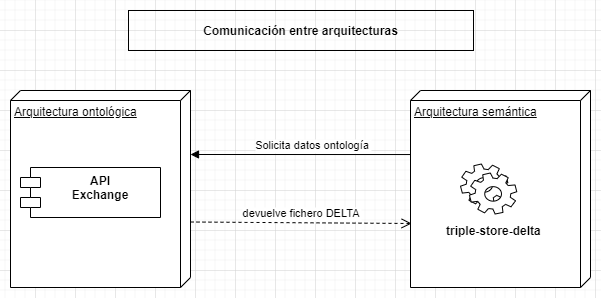 Comunicación entre arquitecturas
Arquitectura ontológica
Arquitectura semántica
Solicita datos ontología
API
Exchange
devuelve fichero DELTA
triple-store-delta